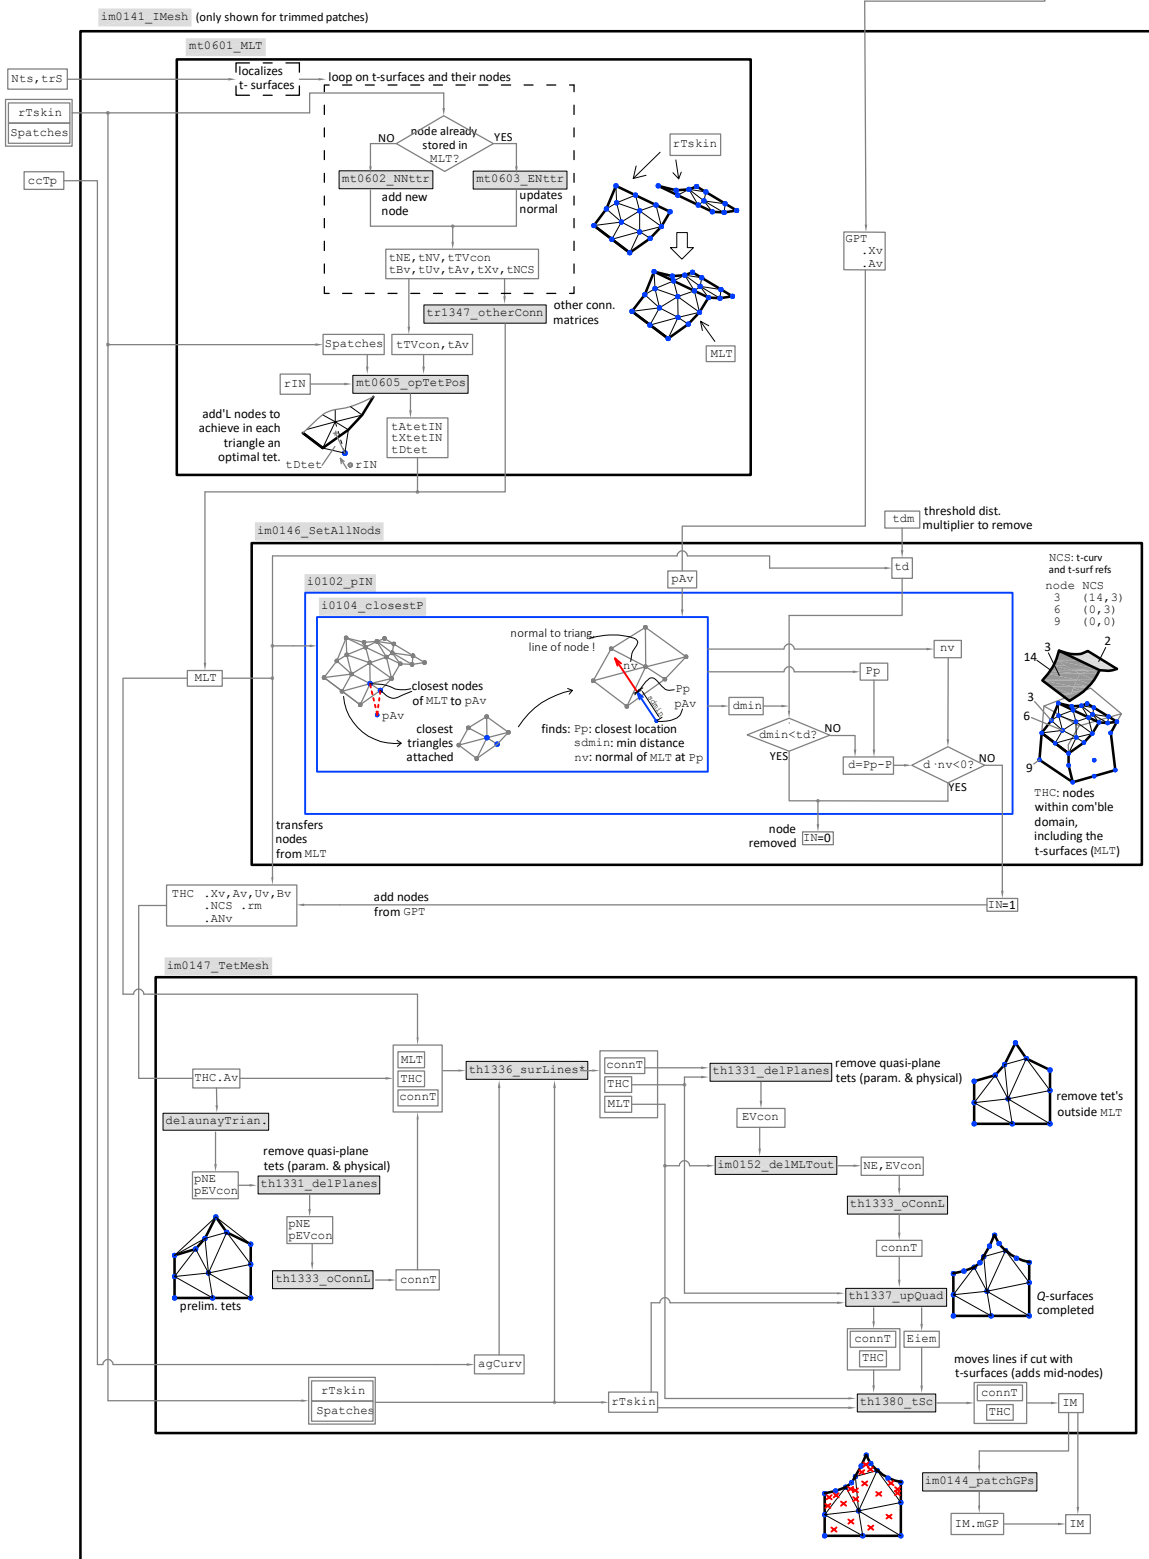 im0141_IMesh (only shown for trimmed patches)
mt0601_MLT
Nts,trS
localizes
t- surfaces
loop on t-surfaces and their nodes
rTskin
Spatches
ccTp
node already
stored in
MLT?
NO
YES
mt0602_NNttr
mt0603_ENttr
add new
node
updates
normal
rTskin
tNE,tNV,tTVcon
tBv,tUv,tAv,tXv,tNCS
GPT
.Xv
.Av
tr1347_otherConn
other conn.
matrices
MLT
Spatches
tTVcon,tAv
rIN
mt0605_opTetPos
add'L nodes to
achieve in each
triangle an
optimal tet.
tDtet
rIN
tAtetIN
tXtetIN
tDtet
im0146_SetAllNods
tdm
threshold dist.
multiplier to remove
td
pAv
i0102_pIN
i0104_closestP
NCS: t-curv
and t-surf refs
node NCS
3 (14,3)
6 (0,3)
9 (0,0)
normal to triang.
line of node !
nv
Pp
pAv
sdmin
closest nodes
of MLT to pAv
pAv
closest
triangles
attached
finds: Pp: closest location
sdmin: min distance
nv: normal of MLT at Pp
MLT
nv
Pp
dmin
dmin<td?
NO
YES
d=Pp-P
d·nv<0?
NO
YES
node
removed
IN=0
3
2
14
3
6
9
THC: nodes
within com'ble
domain,
including the
t-surfaces (MLT)
transfers
nodes
from MLT
THC .Xv,Av,Uv,Bv
.NCS .rm
.ANv
add nodes
from GPT
IN=1
im0147_TetMesh
THC.Av
MLT
THC
connT
th1336_surLines*
connT
THC
MLT
th1331_delPlanes
remove quasi-plane
tets (param. & physical)
EVcon
remove tet's
outside MLT
delaunayTrian.
pNE
pEVcon
remove quasi-plane
tets (param. & physical)
th1331_delPlanes
pNE
pEVcon
th1333_oConnL
connT
prelim. tets
im0152_delMLTout
NE,EVcon
th1333_oConnL
connT
th1337_upQuad
Q-surfaces
completed
connT
THC
Eiem
agCurv
rTskin
Spatches
rTskin
th1380_tSc
moves lines if cut with
t-surfaces (adds mid-nodes)
connT
THC
IM
im0144_patchGPs
IM.mGP
IM